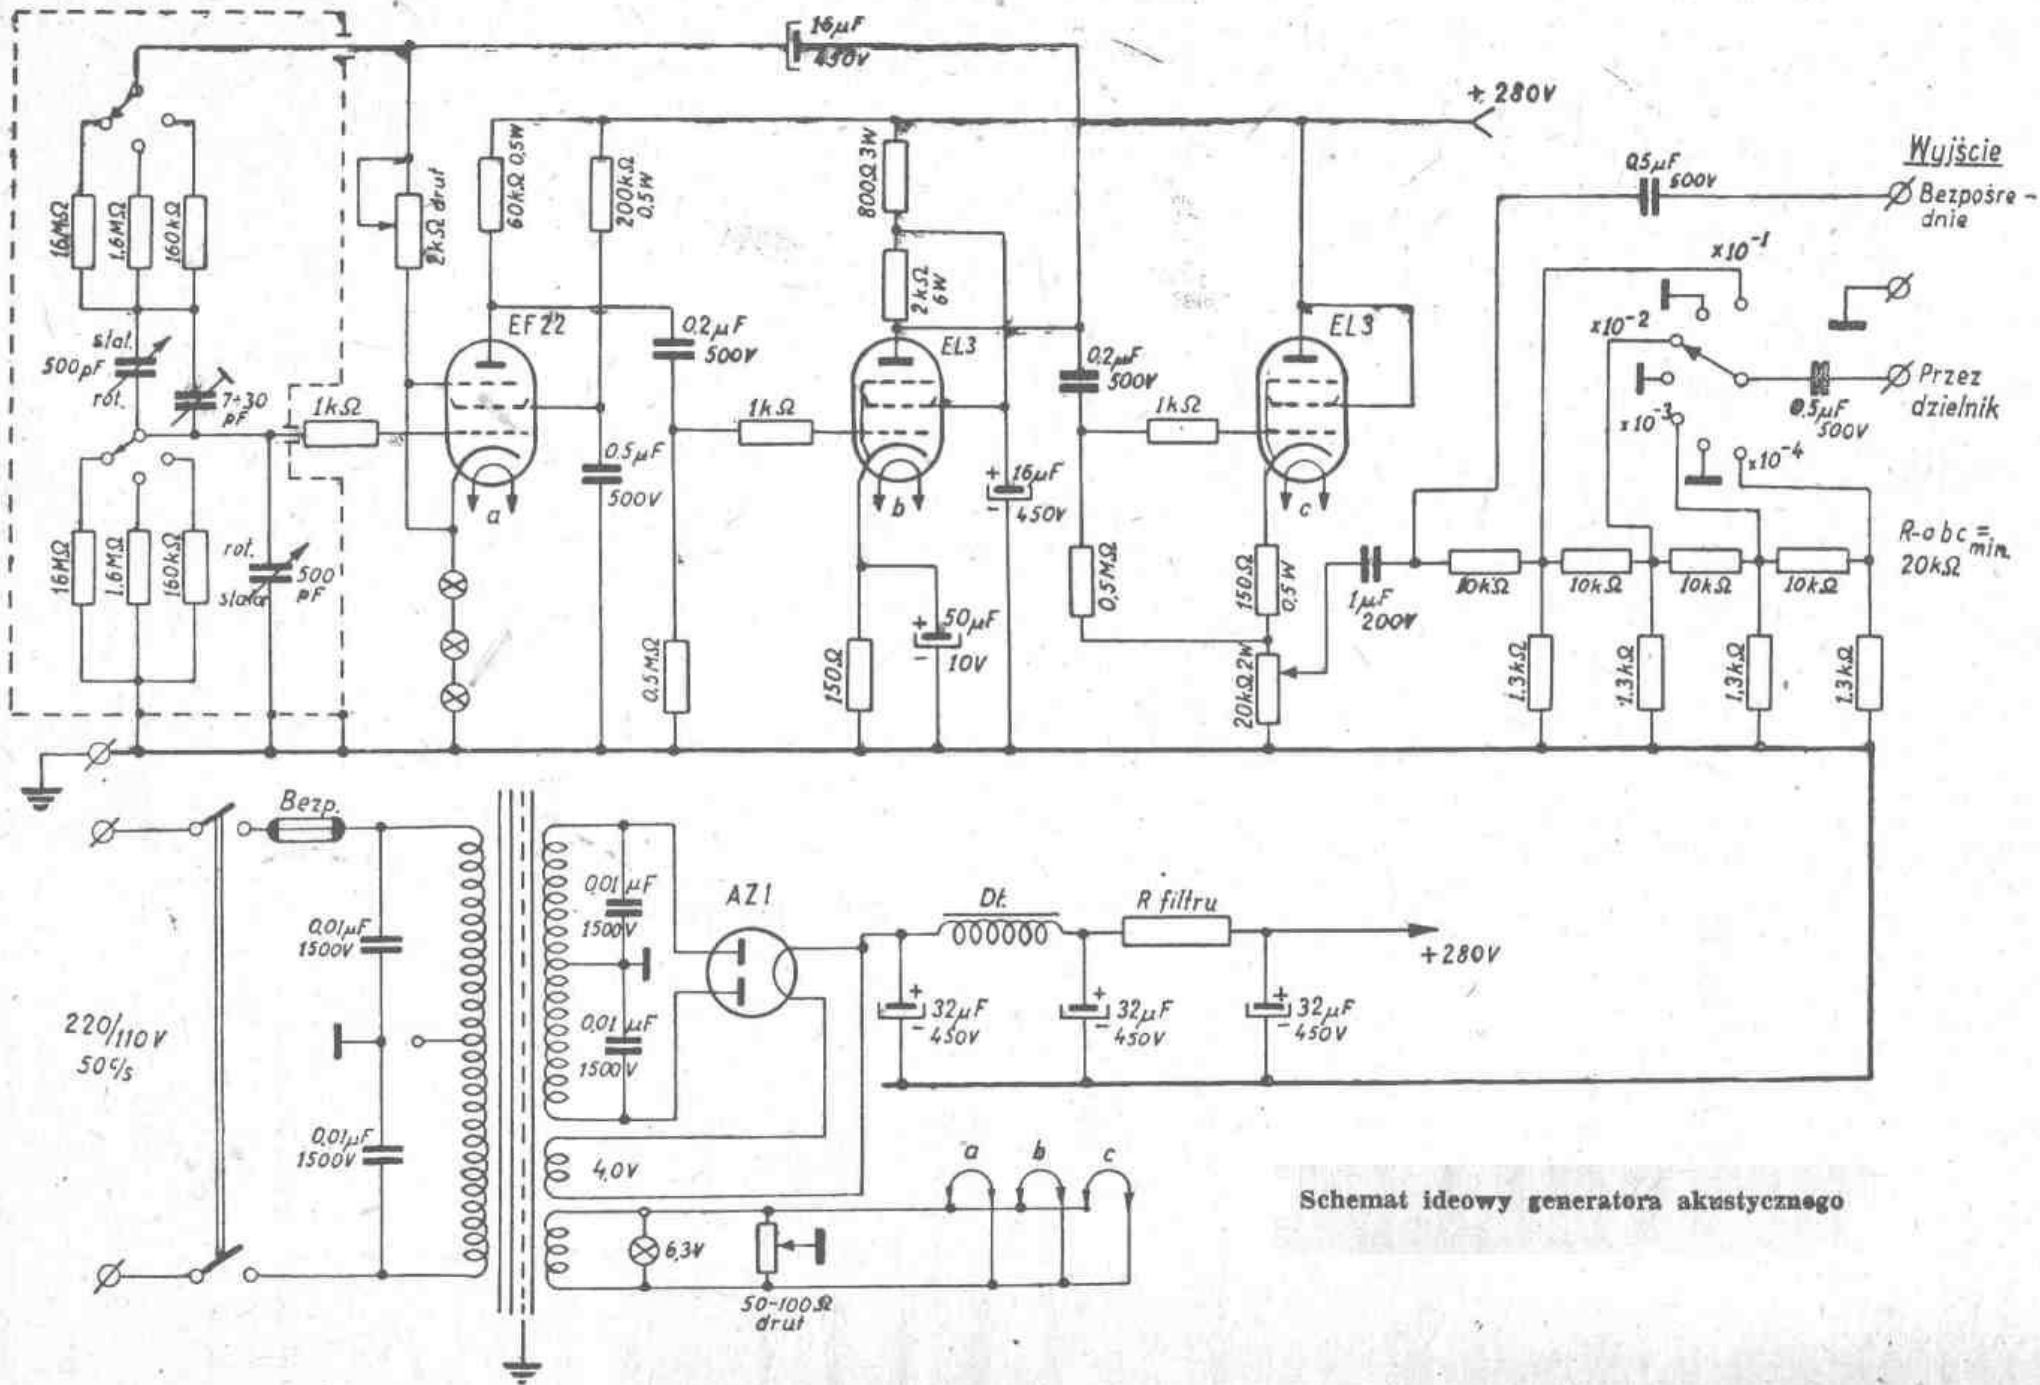 16µF
450V
+ 280V
Wyjście
0,5µF
500V
Bezpośre-
dnie
16MΩ
1,6MΩ
160kΩ
2kΩ drut
60kΩ 0,5W
200kΩ
0,5W
800Ω 3W
2kΩ
6W
×10⁻¹
×10⁻²
×10⁻³
×10⁻⁴
Przez
dzielnik
0,5µF
500V
stat.
500pF
rot.
7÷30
pF
1kΩ
EF22
0,2µF
500V
1kΩ
EL3
0,2µF
500V
1kΩ
EL3
0,5µF
500V
a
b
c
16µF
450V
+
-
16MΩ
1,6MΩ
160kΩ
rot.
500
pF
stator
0,5MΩ
150Ω
+
-
50µF
10V
0,5MΩ
150Ω
0,5W
20kΩ 2W
1µF
200V
10kΩ
10kΩ
10kΩ
10kΩ
R-abc = min.
20kΩ
1,3kΩ
1,3kΩ
1,3kΩ
1,3kΩ
Bezp.
0,01µF
1500V
220/110V
50c/s
0,01µF
1500V
0,01µF
1500V
0,01µF
1500V
AZ1
Dł.
R filtru
+280V
+
-
32µF
450V
+
-
32µF
450V
+
-
32µF
450V
4,0V
6,3V
50-100Ω
drut
a
b
c
Schemat ideowy generatora akustycznego